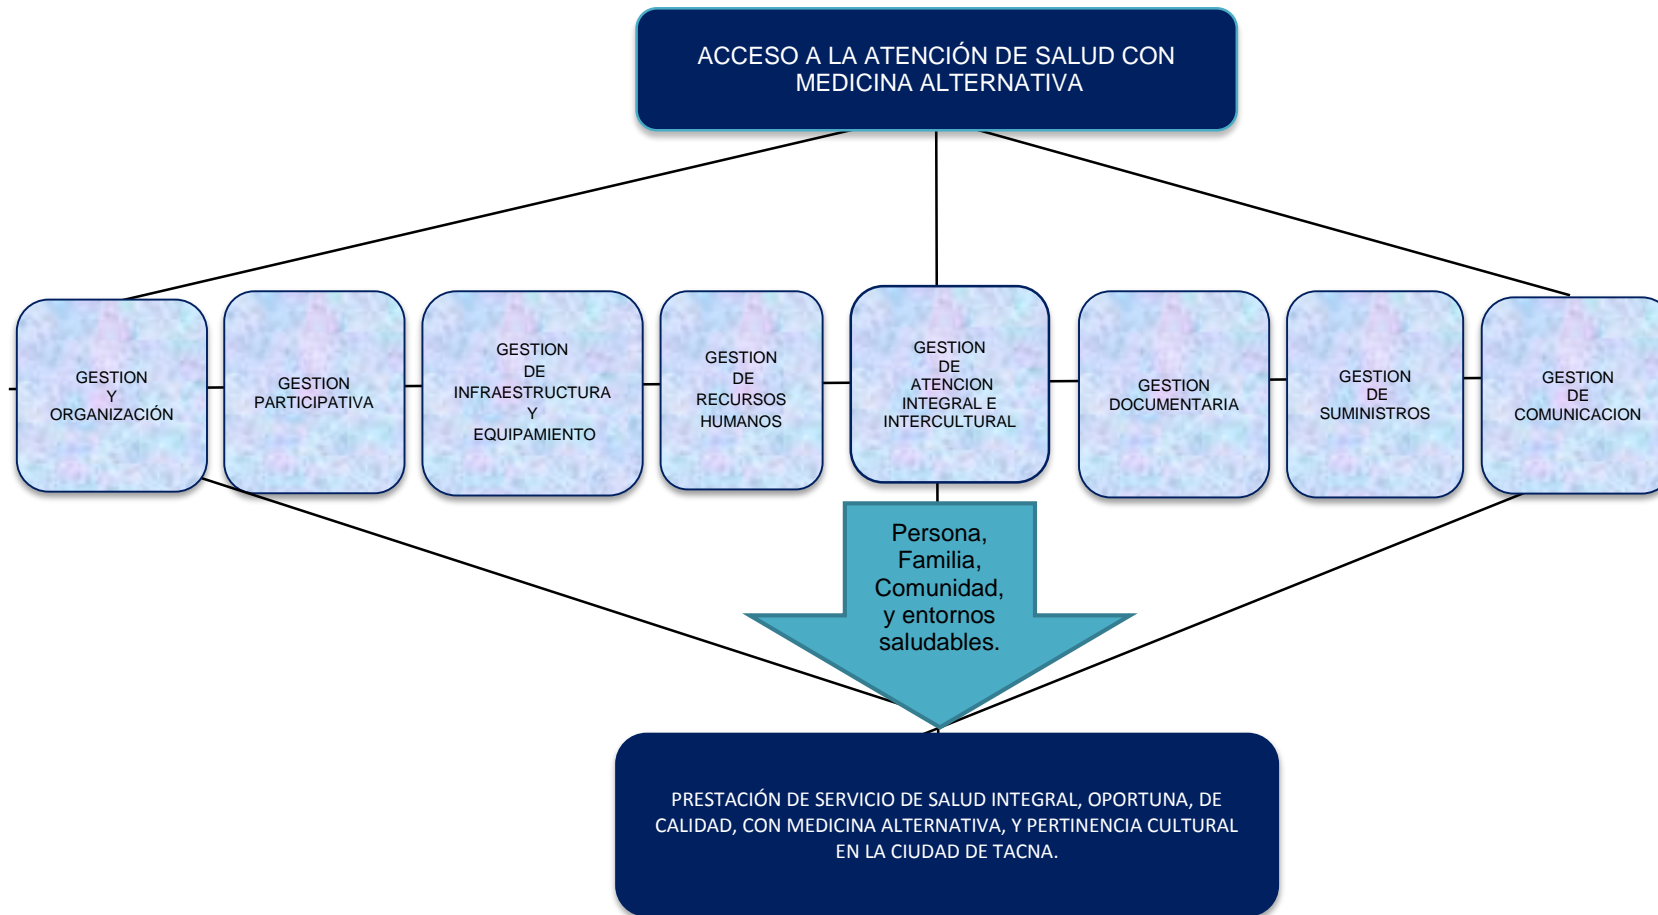 ACCESO A LA ATENCIÓN DE SALUD CON
MEDICINA ALTERNATIVA
GESTION
Y
ORGANIZACIÓN
GESTION
PARTICIPATIVA
GESTION
DE
INFRAESTRUCTURA
Y
EQUIPAMIENTO
GESTION
DE
RECURSOS
HUMANOS
GESTION
DE
ATENCION
INTEGRAL E
INTERCULTURAL
GESTION
DOCUMENTARIA
GESTION
DE
SUMINISTROS
GESTION
DE
COMUNICACION
Persona,
Familia,
Comunidad,
y entornos
saludables.
PRESTACIÓN DE SERVICIO DE SALUD INTEGRAL, OPORTUNA, DE
CALIDAD, CON MEDICINA ALTERNATIVA, Y PERTINENCIA CULTURAL
EN LA CIUDAD DE TACNA.